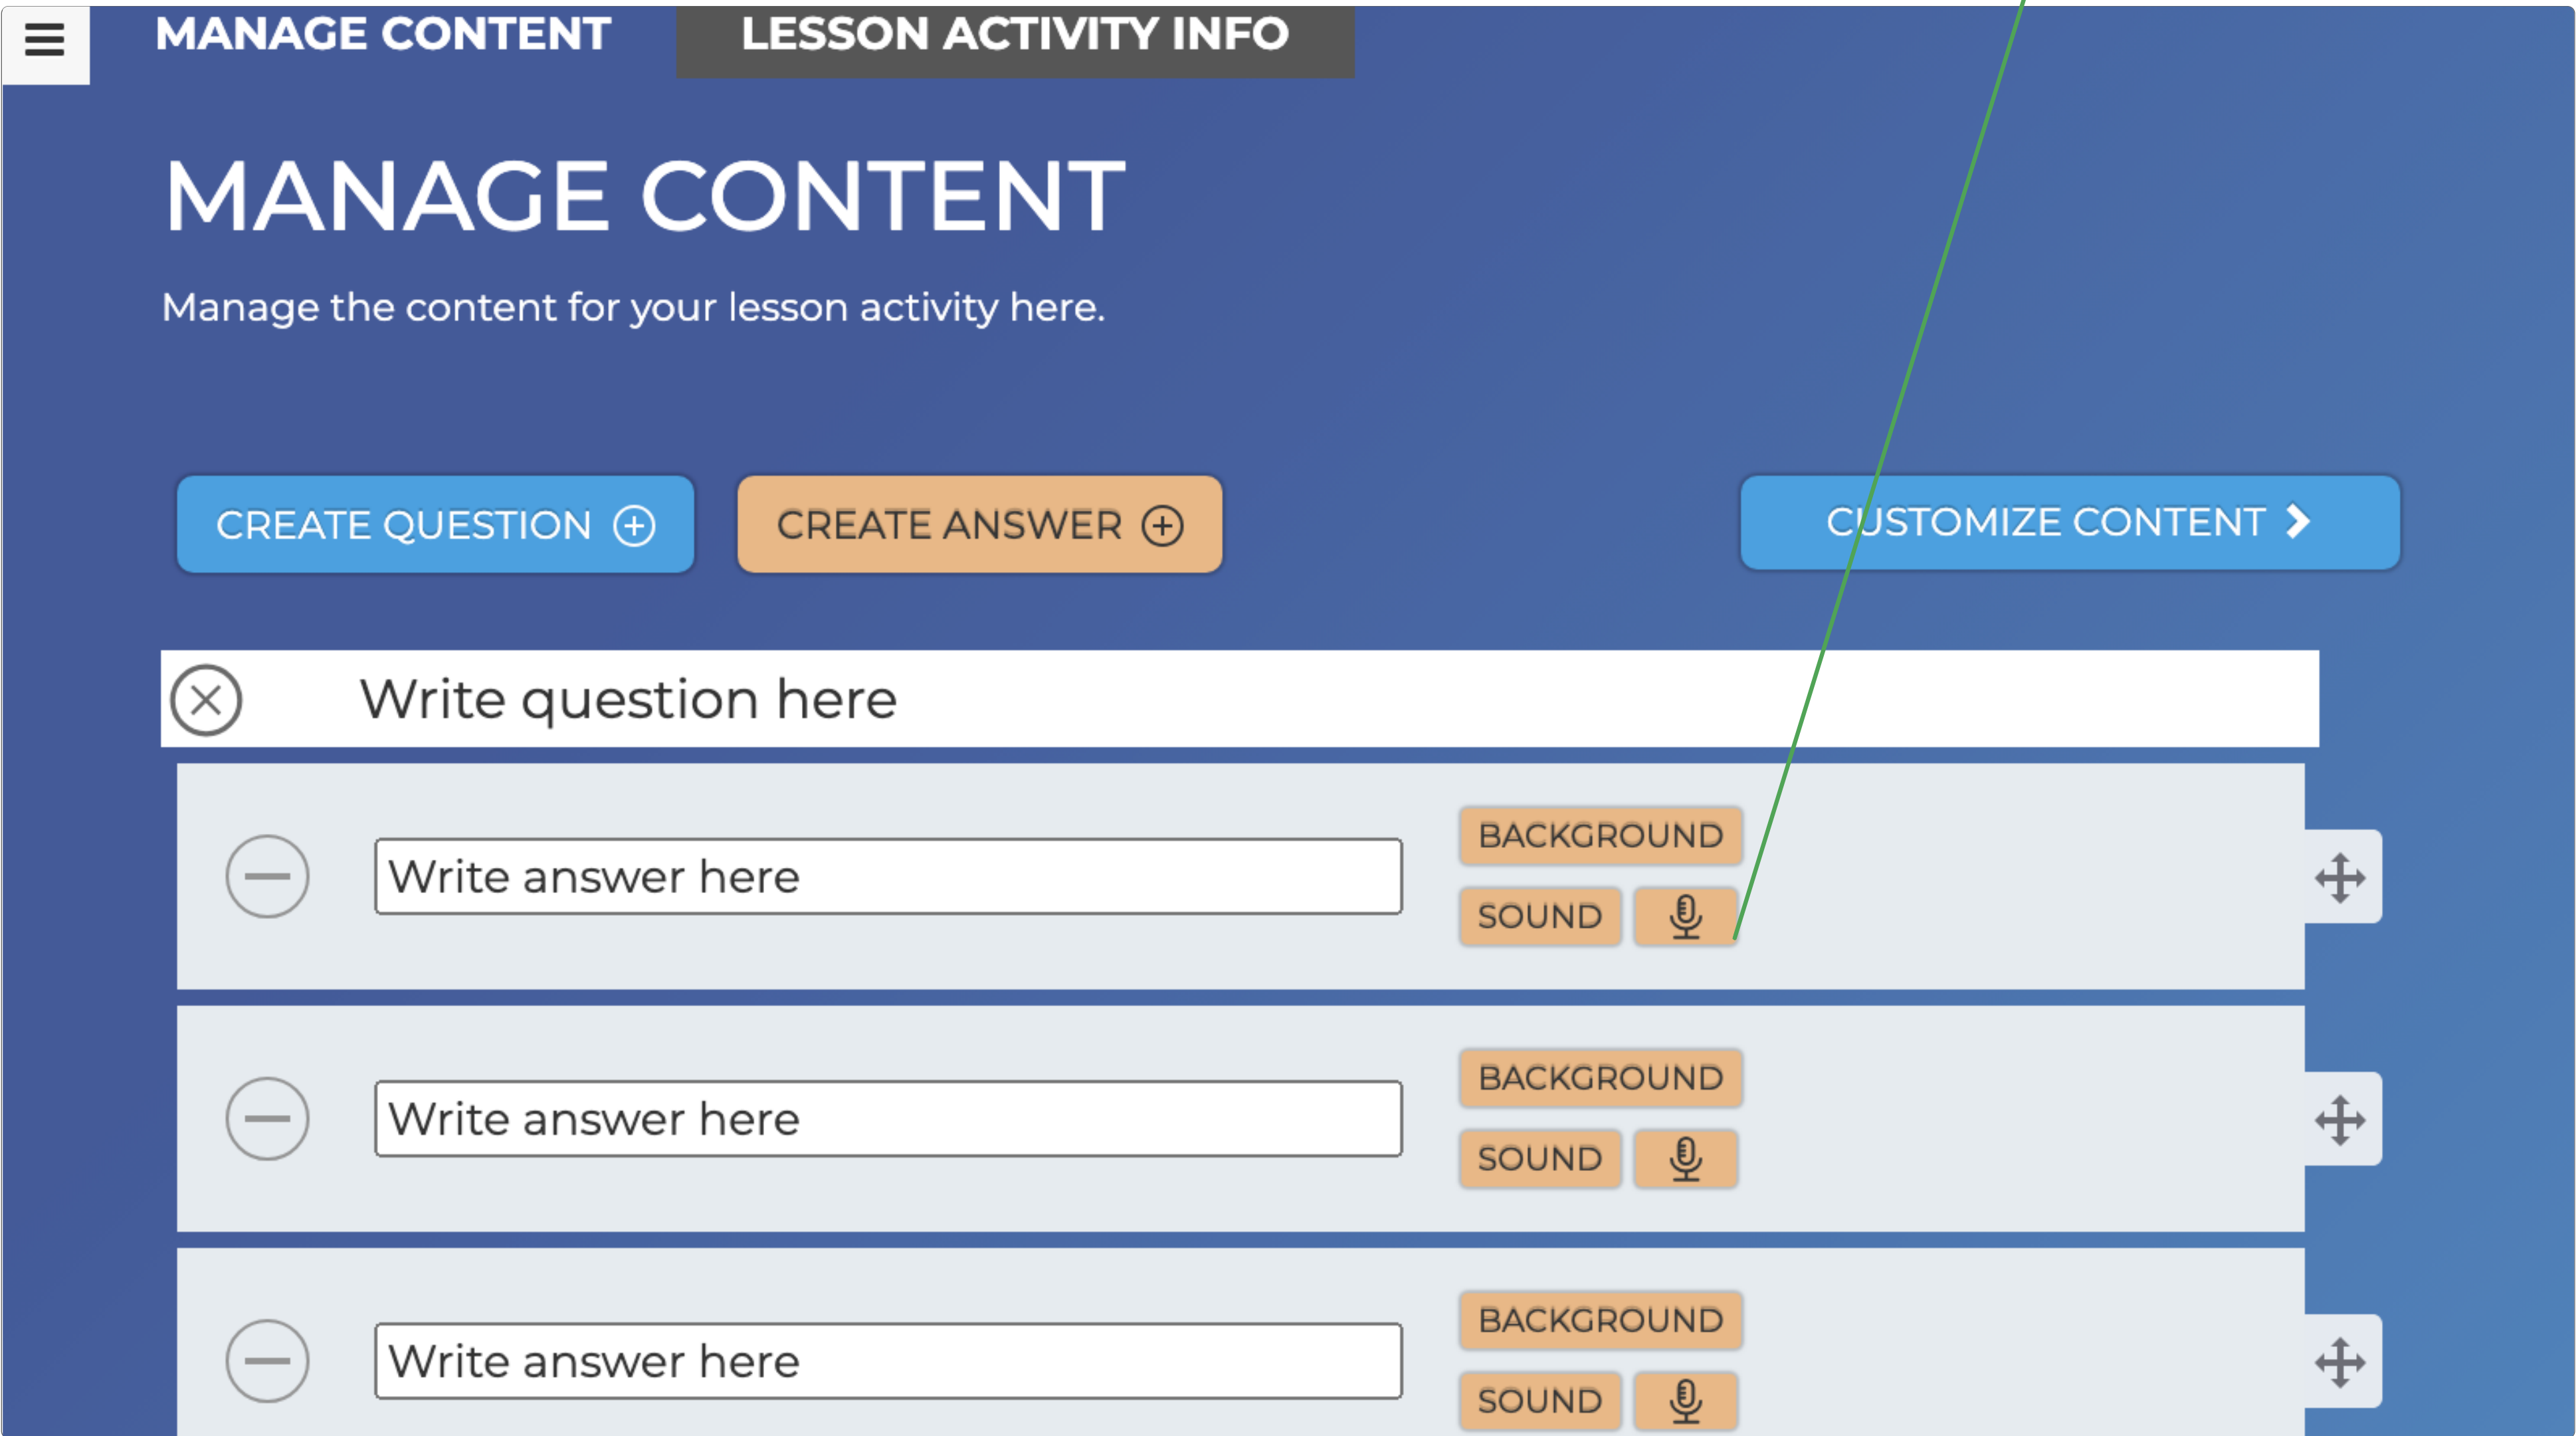 MANAGE CONTENT LESSON ACTIVITY INFO
MANAGE CONTENT
Manage the content for your lesson activity here.
CREATE QUESTION CREATE ANSWER CUSTOMIZE CONTENT
Write question here
BACKGROUND
Write answer here
SOUND
BACKGROUND
Write answer here
SOUND
BACKGROUND
Write answer here
SOUND